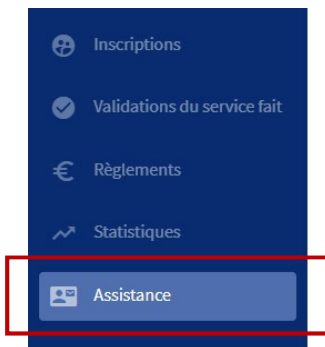 Inscriptions
Validations du service fait
Règlements
Statistiques
Assistance